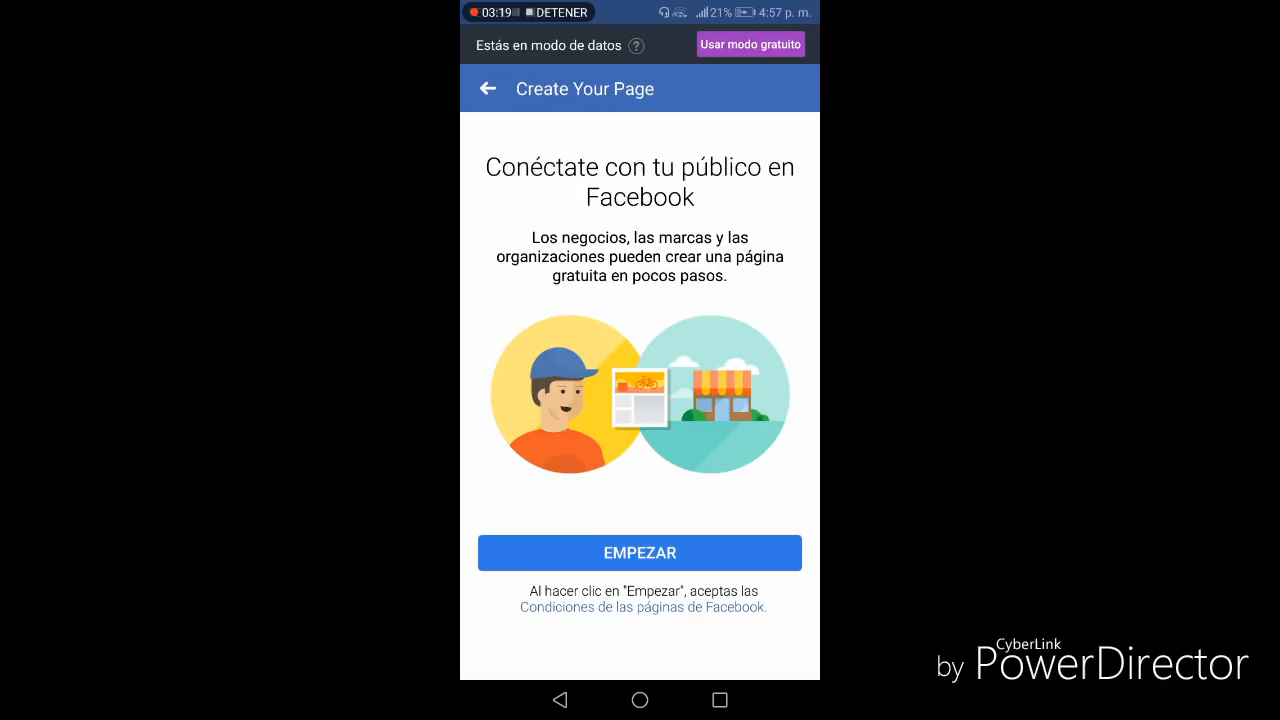 03:19 DETENER 21% 4:57 p. m.
Estás en modo de datos ? Usar modo gratuito
Create Your Page
Conéctate con tu público en
Facebook
Los negocios, las marcas y las
organizaciones pueden crear una página
gratuita en pocos pasos.
EMPEZAR
Al hacer clic en "Empezar", aceptas las
Condiciones de las páginas de Facebook.
CyberLink
by PowerDirector